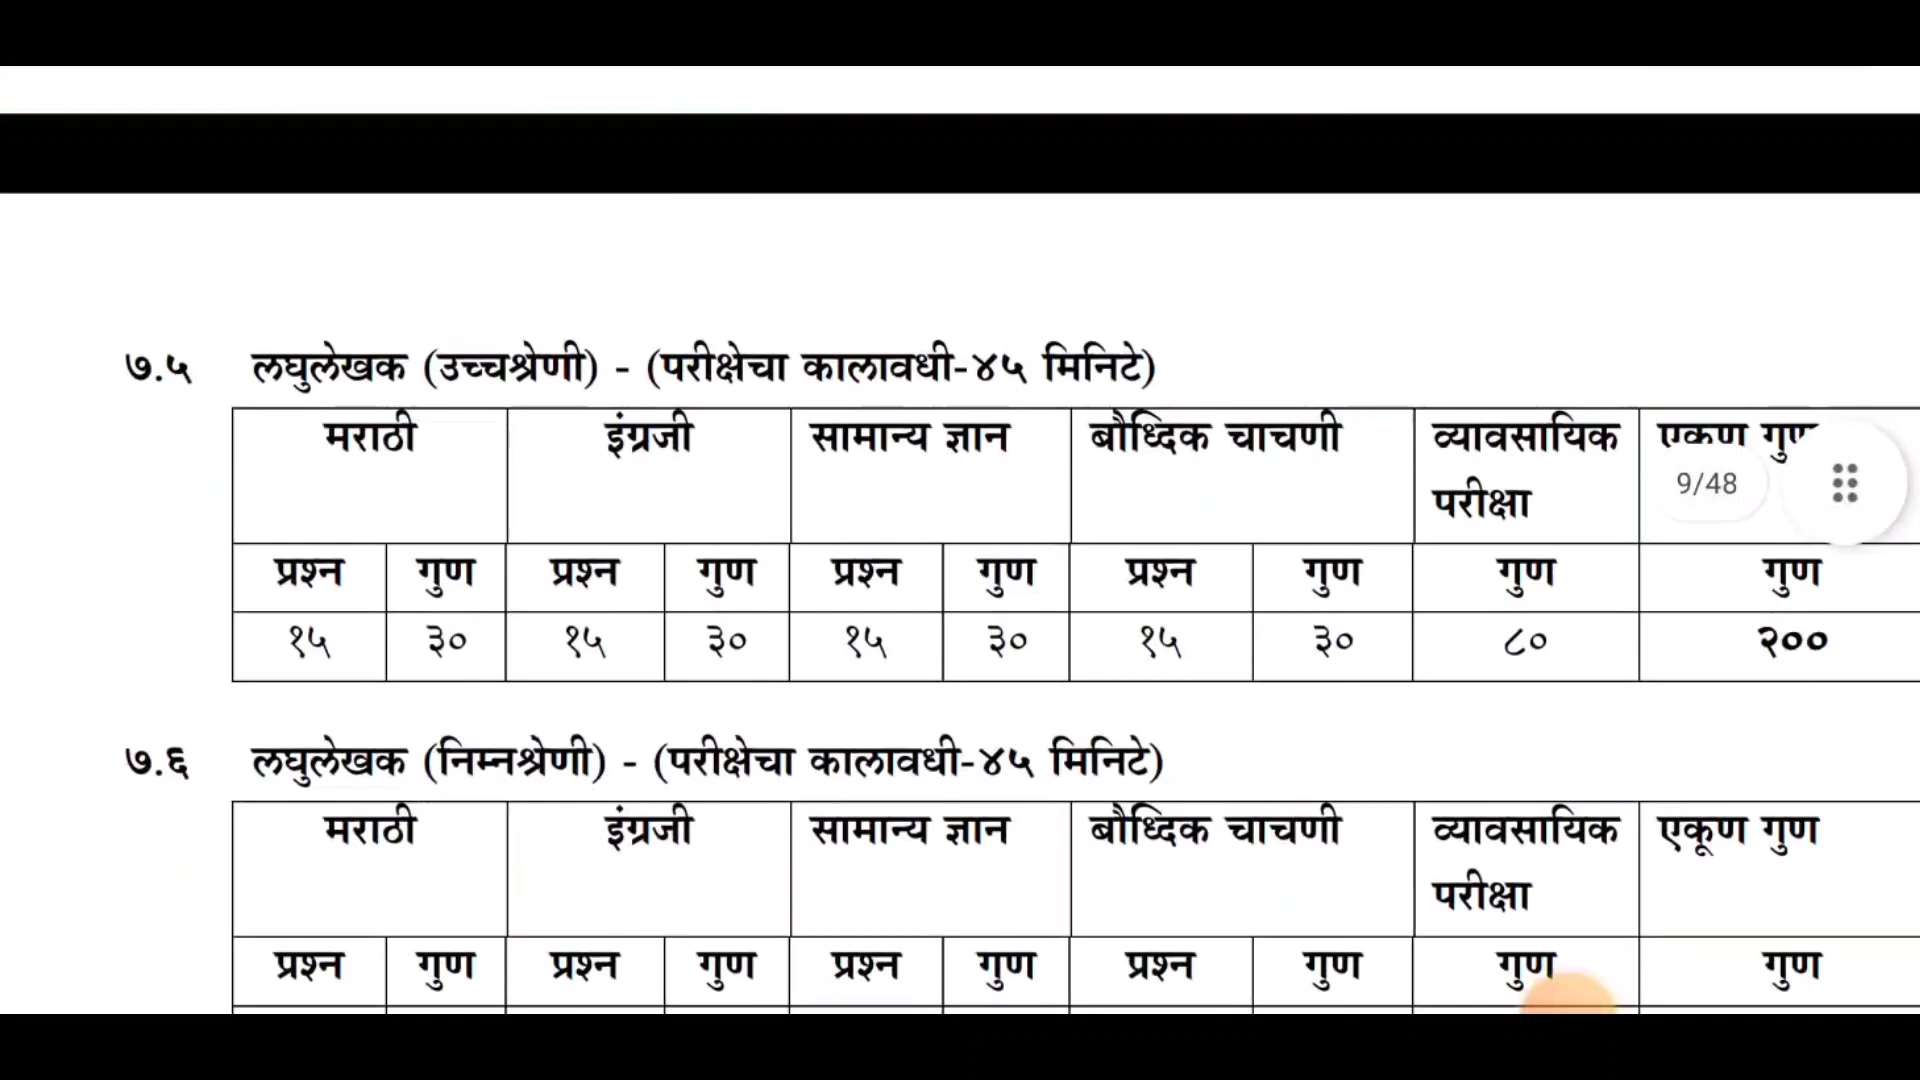 ७.५ लघुलेखक (उच्चश्रेणी) - (परीक्षेचा कालावधी-४५ मिनिटे)
मराठी इंग्रजी सामान्य ज्ञान बौध्दिक चाचणी व्यावसायिक परीक्षा एकूण गुण
9/48
प्रश्न गुण प्रश्न गुण प्रश्न गुण प्रश्न गुण गुण गुण
१५ ३० १५ ३० १५ ३० १५ ३० ८० २००
७.६ लघुलेखक (निम्नश्रेणी) - (परीक्षेचा कालावधी-४५ मिनिटे)
मराठी इंग्रजी सामान्य ज्ञान बौध्दिक चाचणी व्यावसायिक परीक्षा एकूण गुण
प्रश्न गुण प्रश्न गुण प्रश्न गुण प्रश्न गुण गुण गुण